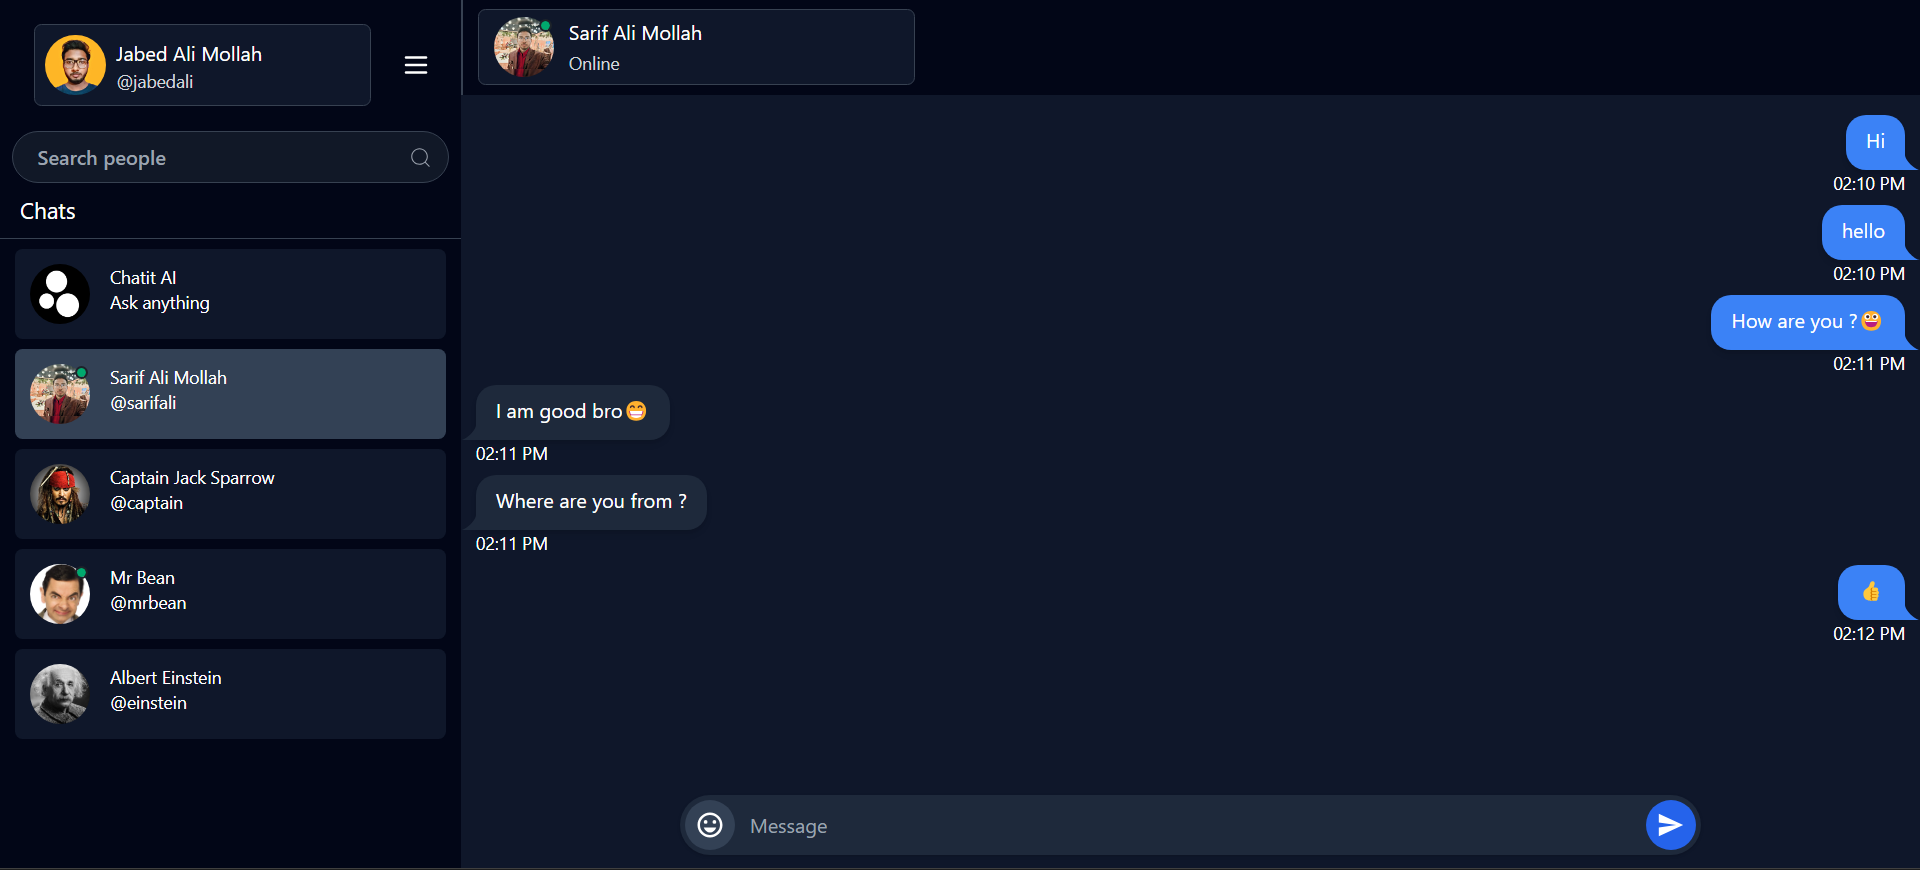 Jabed Ali Mollah
@jabedali
Search people
Chats
Chatit AI
Ask anything
Sarif Ali Mollah
@sarifali
Captain Jack Sparrow
@captain
Mr Bean
@mrbean
Albert Einstein
@einstein
Sarif Ali Mollah
Online
Hi
02:10 PM
hello
02:10 PM
How are you ?🤪
02:11 PM
I am good bro😁
02:11 PM
Where are you from ?
02:11 PM
👍
02:12 PM
Message